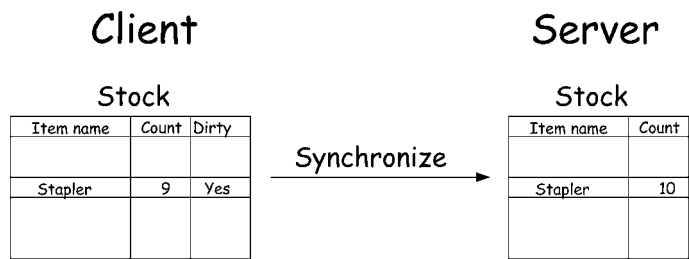 Client Server
Stock Stock
Item name Count Dirty Item name Count
Synchronize
Stapler 9 Yes Stapler 10